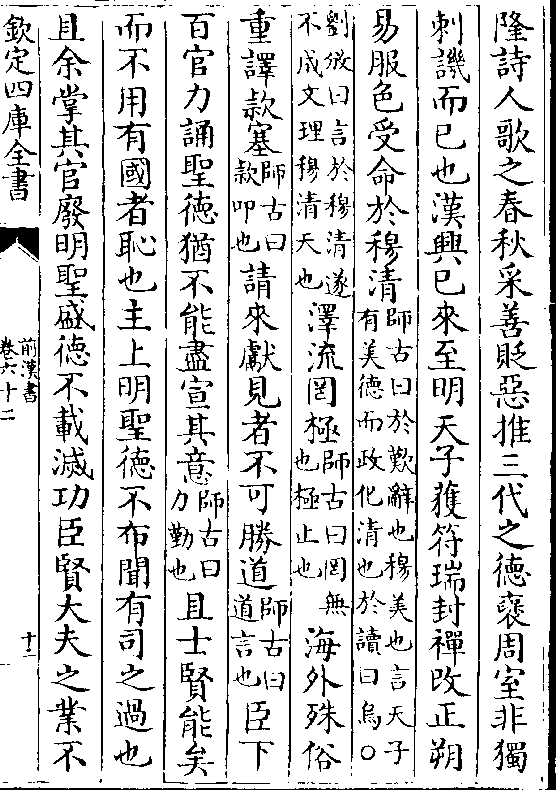 隆詩人歌之春秋采善貶惡推三代之德褒周室非獨
刺譏而已也漢興已來至明天子獲符瑞封禪改正朔
易服色受命於穆清師古曰於歎辭也穆美也言天子
有美德而政化清也於讀曰烏○
劉攽曰言於穆清遂
不成文理穆清天也澤流罔極師古曰罔無
也極止也海外殊俗
重譯款塞師古曰
款叩也請來獻見者不可勝道師古曰
道言也臣下
百官力誦聖德猶不能盡宣其意師古曰
力勤也且士賢能矣
而不用有國者恥也主上明聖德不布聞有司之過也
且余掌其官廢明聖盛德不載滅功臣賢大夫之業不
欽定四庫全書
前漢書
卷六十二
十二